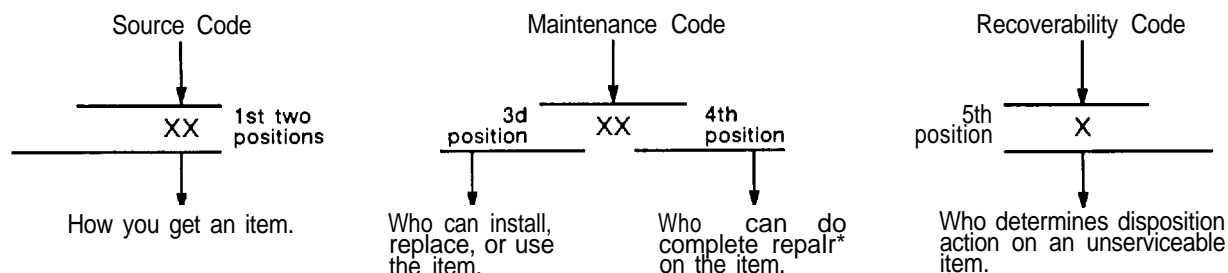 Source Code
XX
1st two
positions
How you get an item.
Maintenance Code
3d
position
XX
4th
position
Who can install,
replace, or use
the item.
Who can do
complete repalr*
on the item.
Recoverability Code
5th
position
X
Who determines disposition
action on an unserviceable
item.